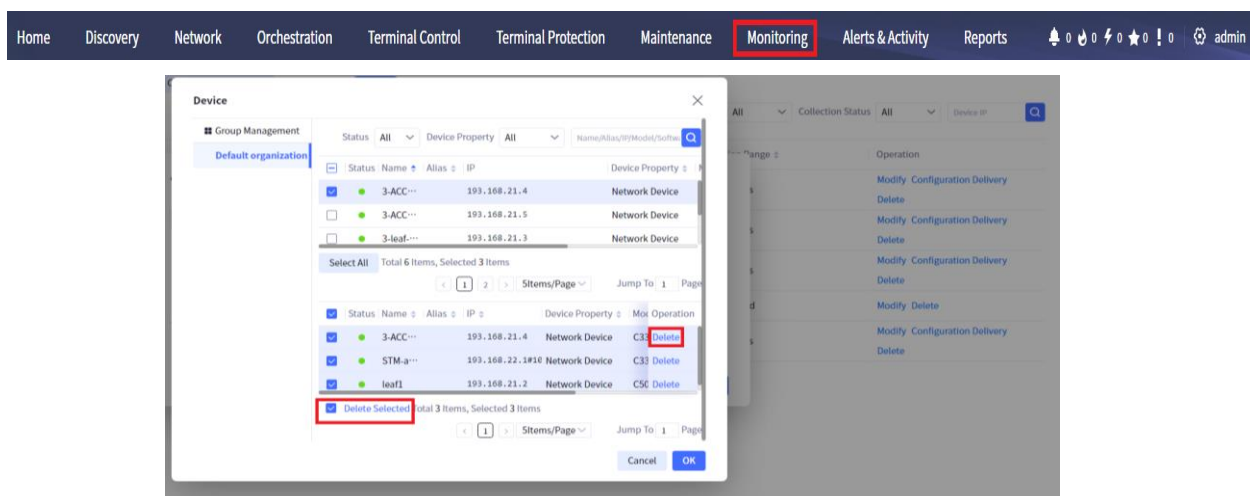 Home Discovery Network Orchestration Terminal Control Terminal Protection Maintenance Monitoring Alerts & Activity Reports 0 0 0 0 0 admin
Device
Group Management
Default organization
Status All Device Property All Name/Alias/IP/Model/Softw
Status Name Alias IP Device Property
3-ACC··· 193.168.21.4 Network Device
3-ACC··· 193.168.21.5 Network Device
3-leaf-··· 193.168.21.3 Network Device
Select All Total 6 Items, Selected 3 Items
< 1 2 > 5Items/Page Jump To 1 Page
Status Name Alias IP Device Property Mo Operation
3-ACC··· 193.168.21.4 Network Device C33 Delete
STM-a··· 193.168.22.1#10 Network Device C33 Delete
leaf1 193.168.21.2 Network Device C50 Delete
Delete Selected Total 3 Items, Selected 3 Items
< 1 > 5Items/Page Jump To 1 Page
Cancel OK
All Collection Status All Device IP
Range Operation
Modify Configuration Delivery
Delete
Modify Configuration Delivery
Delete
Modify Configuration Delivery
Delete
Modify Delete
Modify Configuration Delivery
Delete